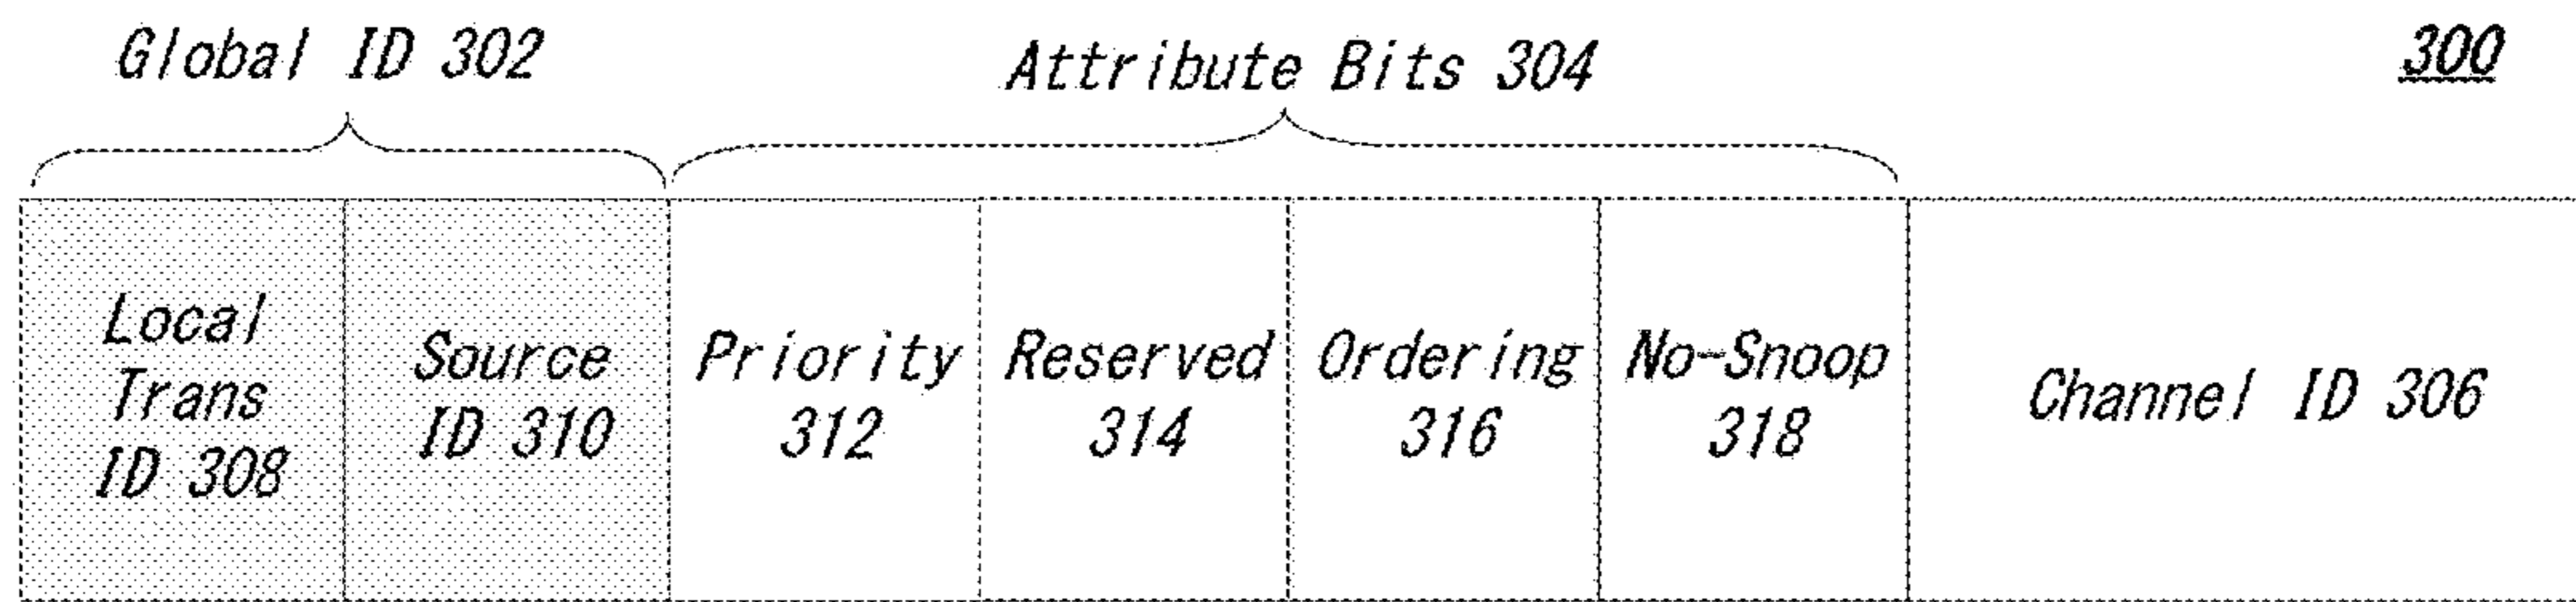 Global ID 302
Attribute Bits 304
300
Local
Trans
ID 308
Source
ID 310
Priority
312
Reserved
314
Ordering
316
No-Snoop
318
Channel ID 306